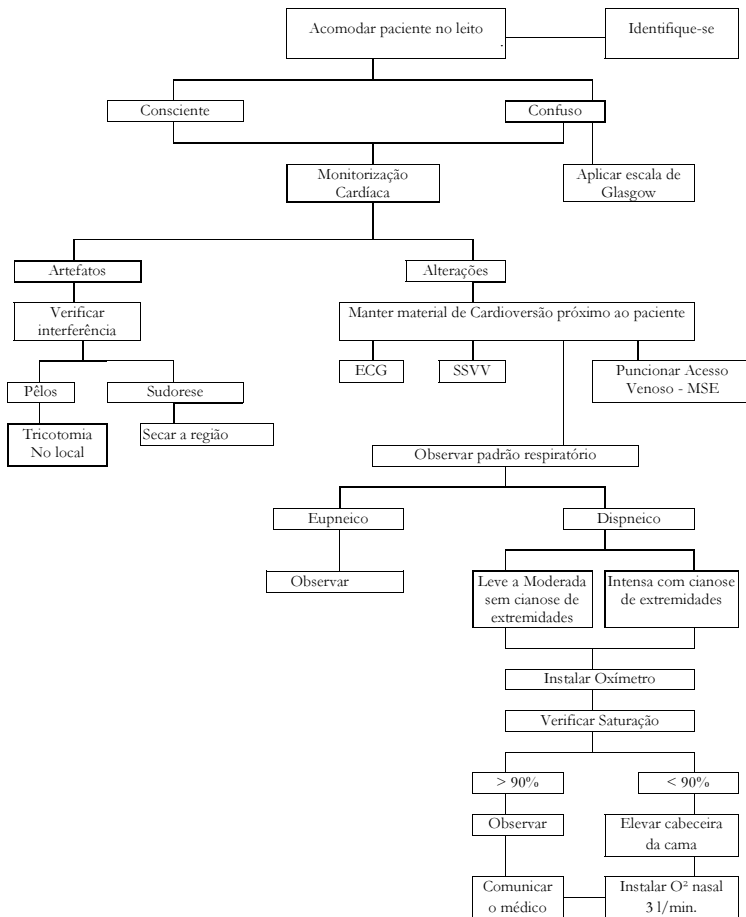 Acomodar paciente no leito
.
Identifique-se
Consciente
Confuso
Monitorização
Cardíaca
Aplicar escala de
Glasgow
Artefatos
Alterações
Verificar
interferência
Manter material de Cardioversão próximo ao paciente
Pêlos
Sudorese
ECG
SSVV
Puncionar Acesso
Venoso - MSE
Tricotomia
No local
Secar a região
Observar padrão respiratório
Eupneico
Dispneico
Observar
Leve a Moderada
sem cianose de
extremidades
Intensa com cianose
de extremidades
Instalar Oxímetro
Verificar Saturação
> 90%
< 90%
Observar
Elevar cabeceira
da cama
Comunicar
o médico
Instalar O² nasal
3 l/min.